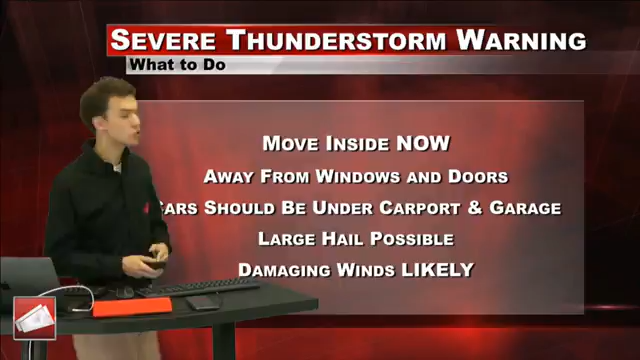 SEVERE THUNDERSTORM WARNING
What to Do
MOVE INSIDE NOW
AWAY FROM WINDOWS AND DOORS
CARS SHOULD BE UNDER CARPORT & GARAGE
LARGE HAIL POSSIBLE
DAMAGING WINDS LIKELY